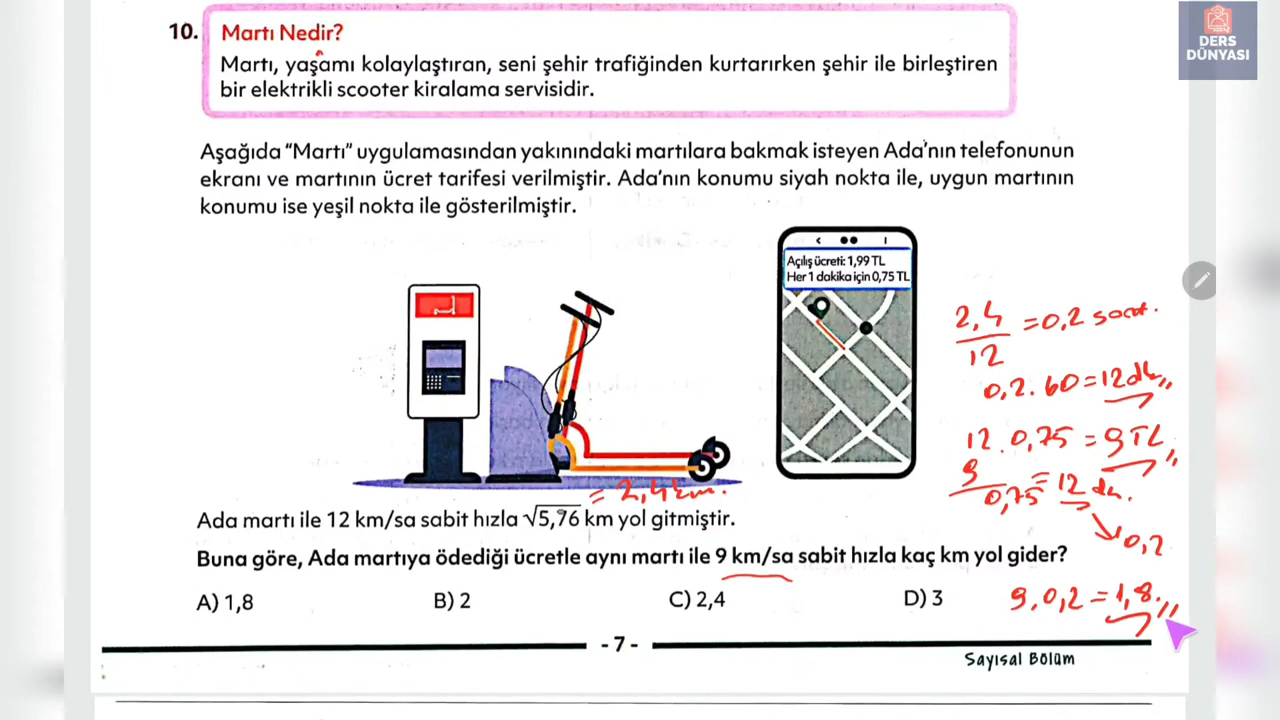 DERS
DÜNYASI
10. Martı Nedir?
Martı, yaşamı kolaylaştıran, seni şehir trafiğinden kurtarırken şehir ile birleştiren
bir elektrikli scooter kiralama servisidir.
Aşağıda “Martı” uygulamasından yakınındaki martılara bakmak isteyen Ada’nın telefonunun
ekranı ve martının ücret tarifesi verilmiştir. Ada’nın konumu siyah nokta ile, uygun martının
konumu ise yeşil nokta ile gösterilmiştir.
Açılış ücreti: 1,99 TL
Her 1 dakika için 0,75 TL
2,4/12 = 0,2 saat.
0,2 . 60 = 12 dk
12 . 0,75 = 9 TL
9/0,75 = 12 dk.
0,2
= 2,4 km.
Ada martı ile 12 km/sa sabit hızla √5,76 km yol gitmiştir.
Buna göre, Ada martıya ödediği ücretle aynı martı ile 9 km/sa sabit hızla kaç km yol gider?
A) 1,8 B) 2 C) 2,4 D) 3
9 . 0,2 = 1,8
- 7 -
Sayısal Bölüm